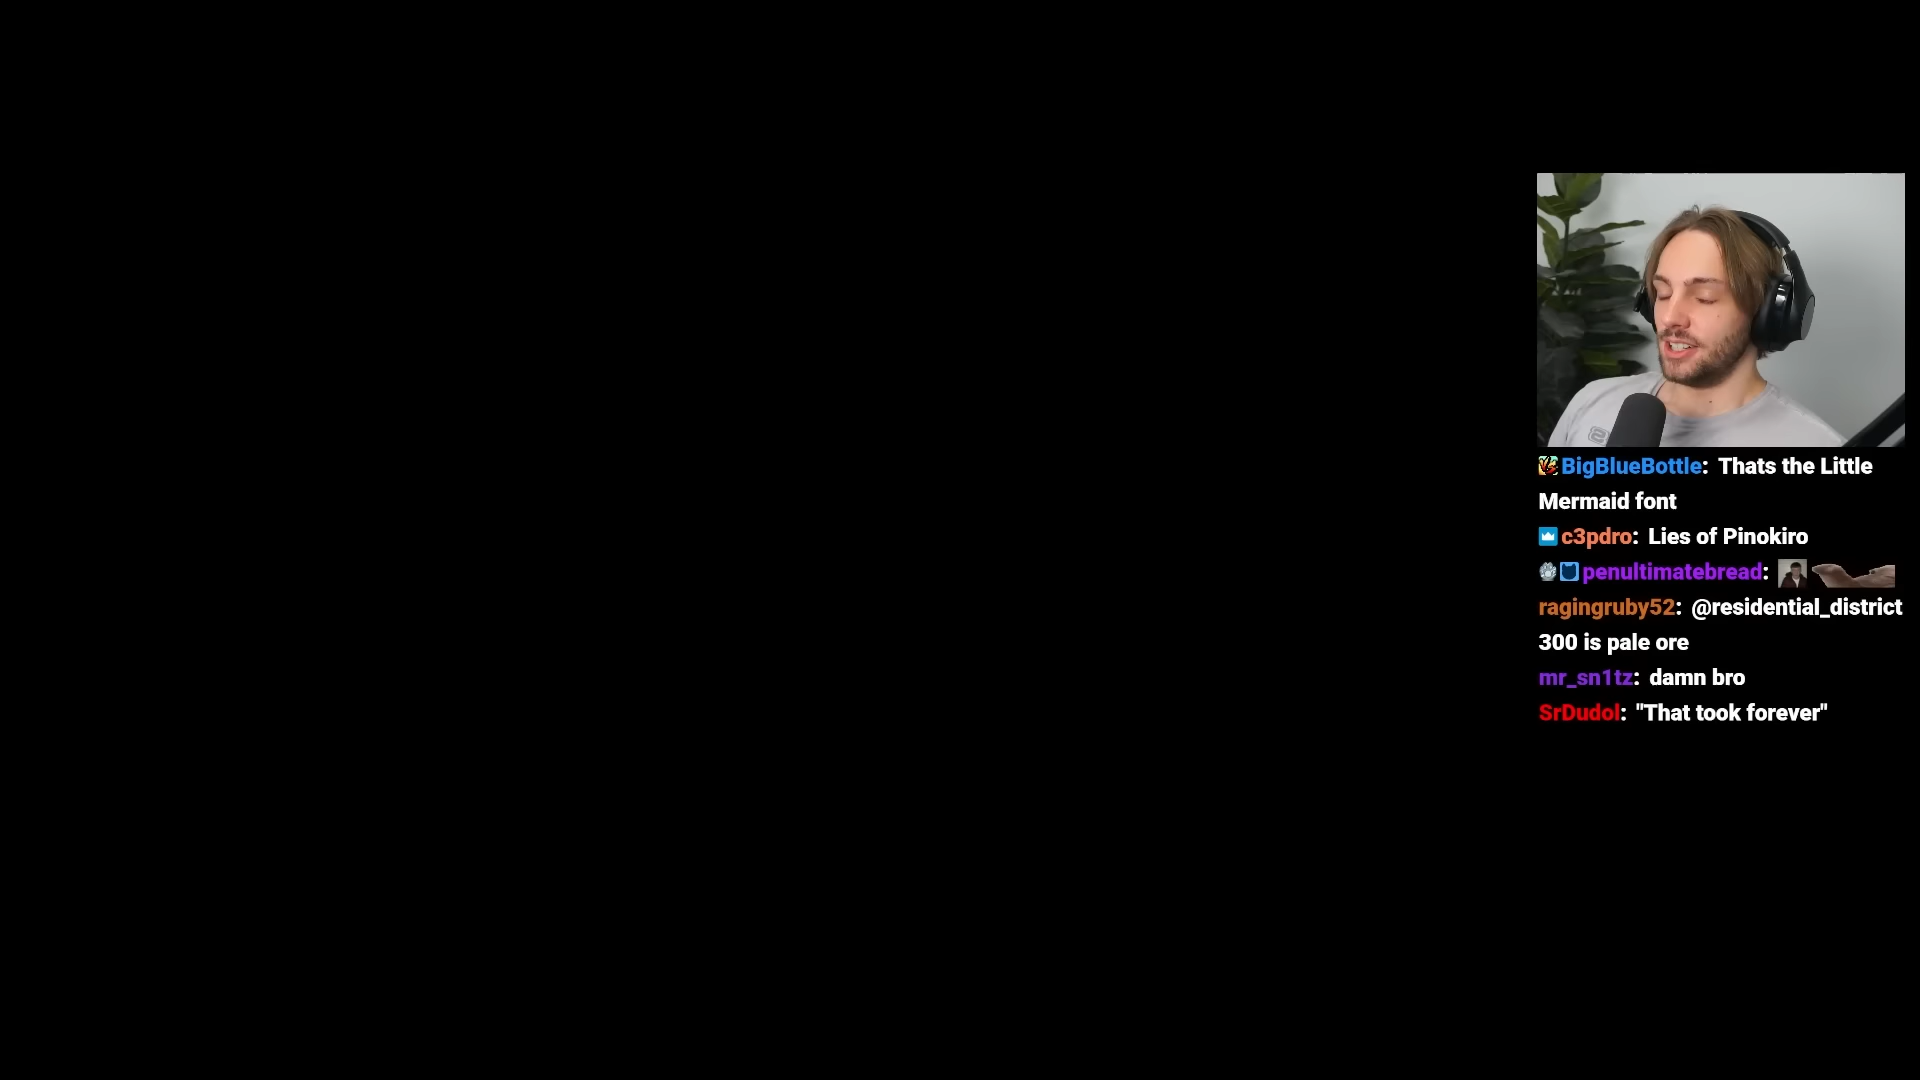 BigBlueBottle: Thats the Little
Mermaid font
c3pdro: Lies of Pinokiro
penultimatebread:
ragingruby52: @residential_district
300 is pale ore
mr_sn1tz: damn bro
SrDudol: "That took forever"